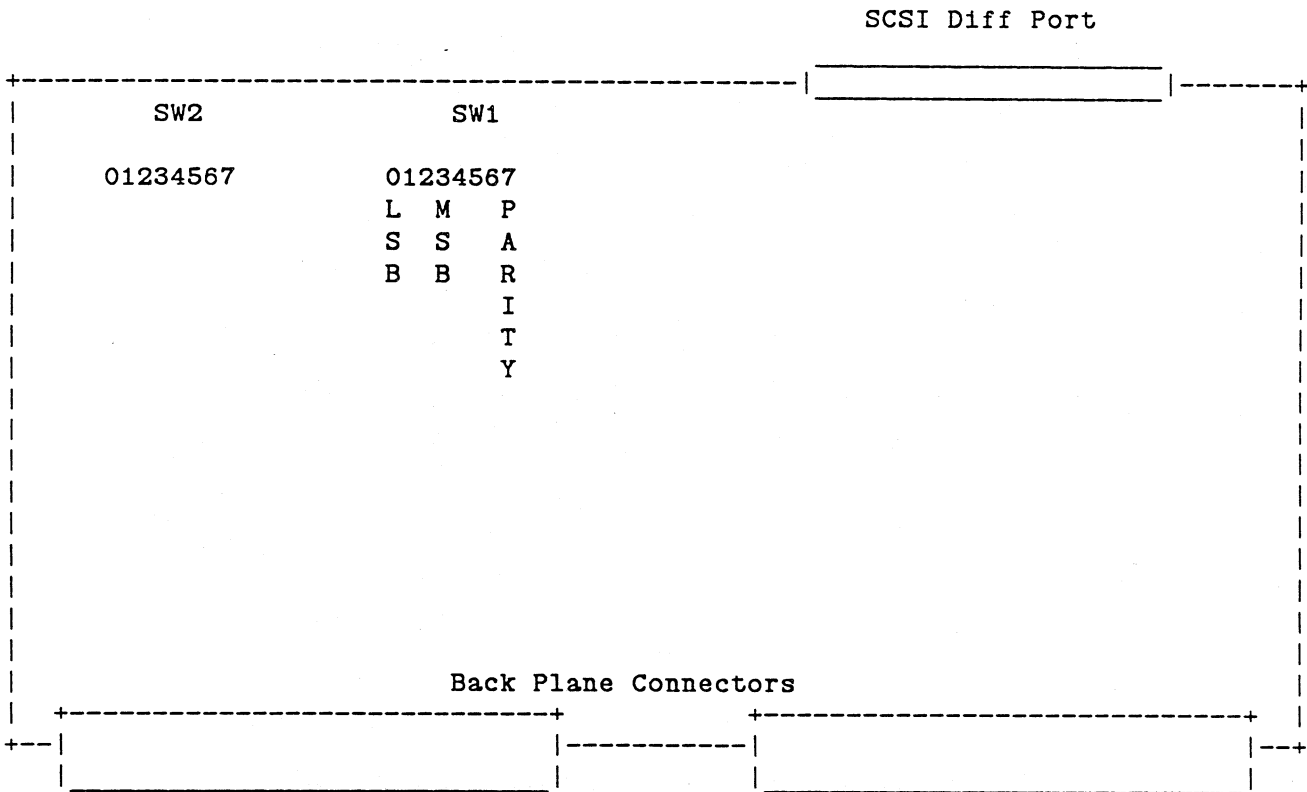 SCSI Diff Port
SW2 SW1
01234567 01234567
L M P
S S A
B B R
I
T
Y
Back Plane Connectors